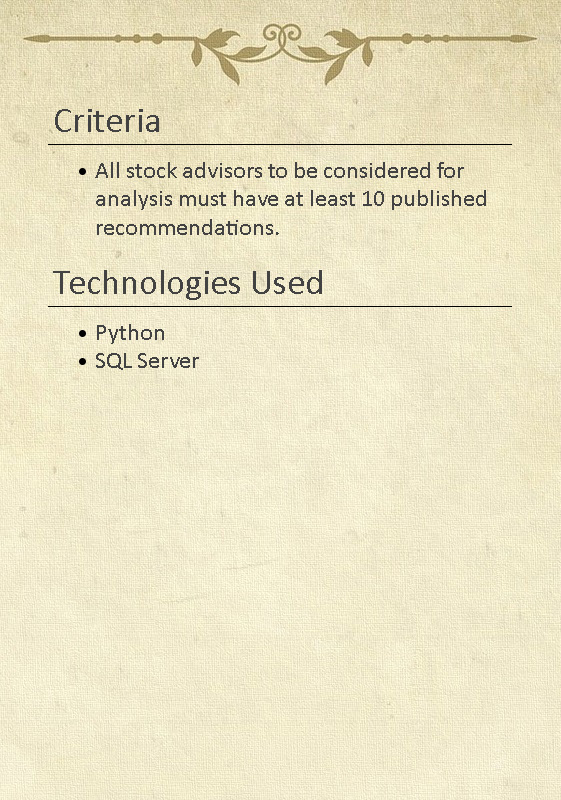 Criteria
• All stock advisors to be considered for
analysis must have at least 10 published
recommendations.
Technologies Used
• Python
• SQL Server